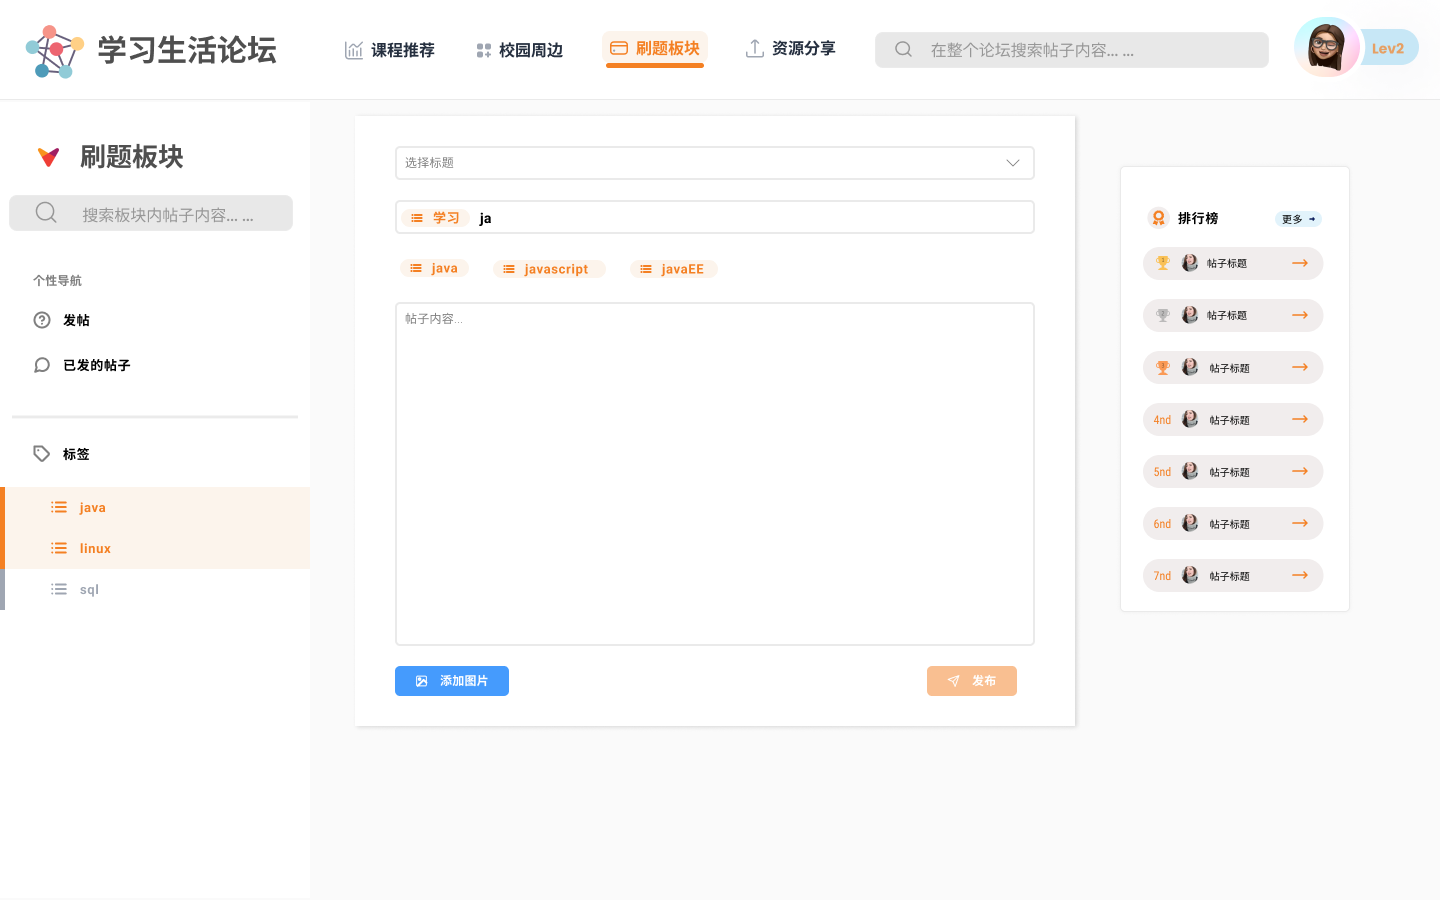 学习生活论坛
课程推荐
校园周边
刷题板块
资源分享
在整个论坛搜索帖子内容... ...
Lev2
刷题板块
搜索板块内帖子内容... ...
个性导航
发帖
已发的帖子
标签
java
linux
sql
选择标题
学习 ja
java
javascript
javaEE
帖子内容...
添加图片
发布
排行榜
更多
帖子标题
帖子标题
帖子标题
4nd 帖子标题
5nd 帖子标题
6nd 帖子标题
7nd 帖子标题